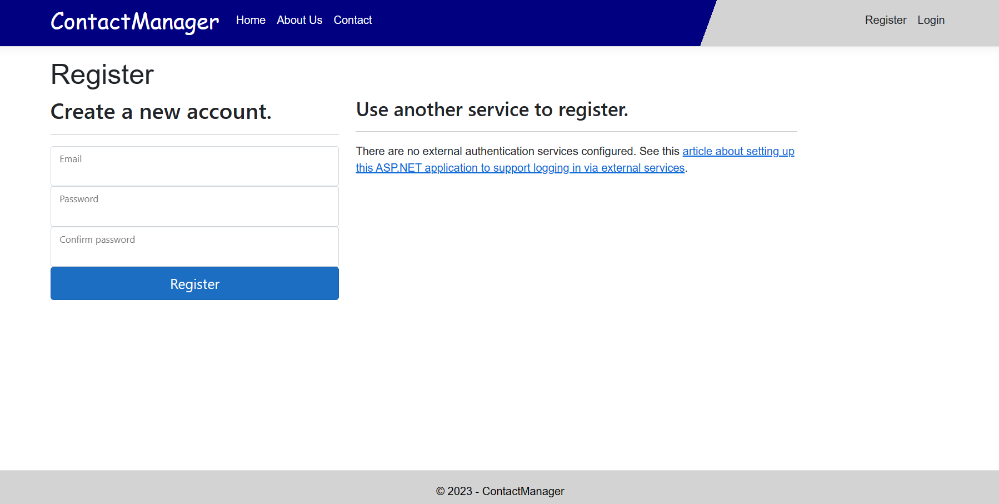 ContactManager Home About Us Contact Register Login
Register
Create a new account.
Email
Password
Confirm password
Register
Use another service to register.
There are no external authentication services configured. See this article about setting up
this ASP.NET application to support logging in via external services.
© 2023 - ContactManager